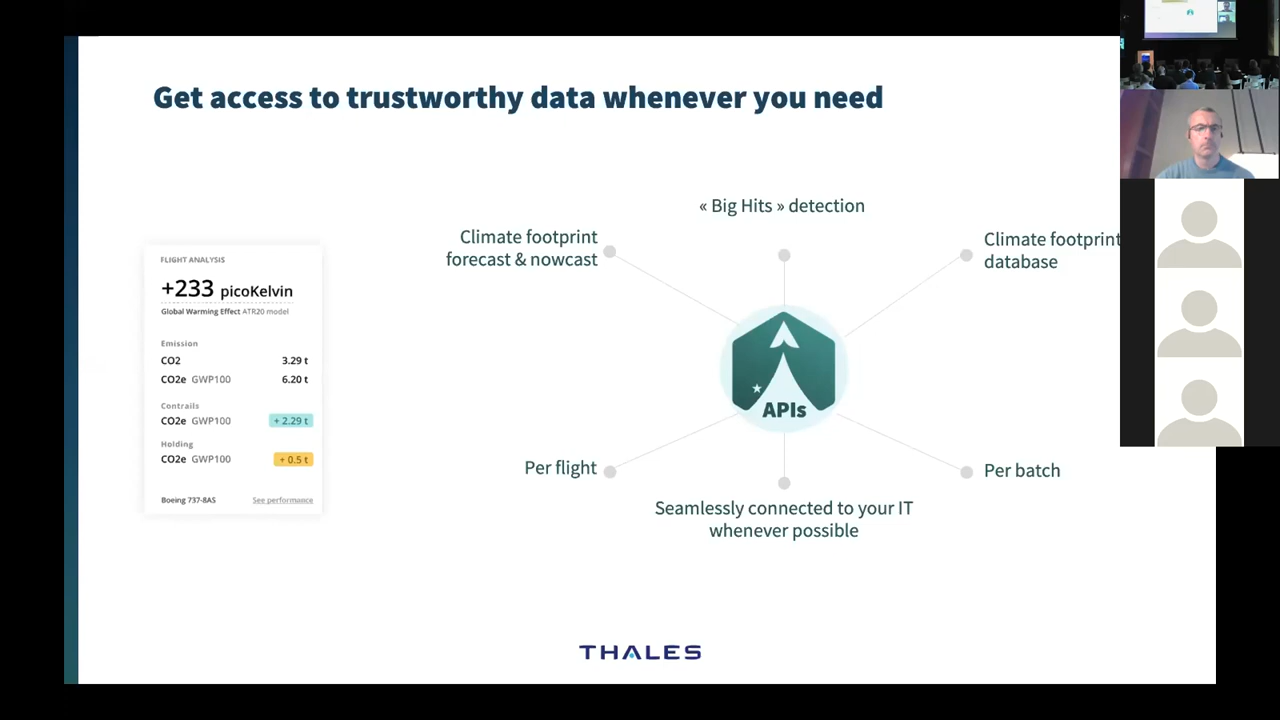 Get access to trustworthy data whenever you need
FLIGHT ANALYSIS
+233 picoKelvin
Global Warming Effect ATR20 model
Emission
CO2 3.29 t
CO2e GWP100 6.20 t
Contrails
CO2e GWP100 + 2.29 t
Holding
CO2e GWP100 + 0.5 t
Boeing 737-8AS See performance
« Big Hits » detection
Climate footprint
forecast & nowcast
Climate footprint
database
APIs
Per flight
Per batch
Seamlessly connected to your IT
whenever possible
THALES